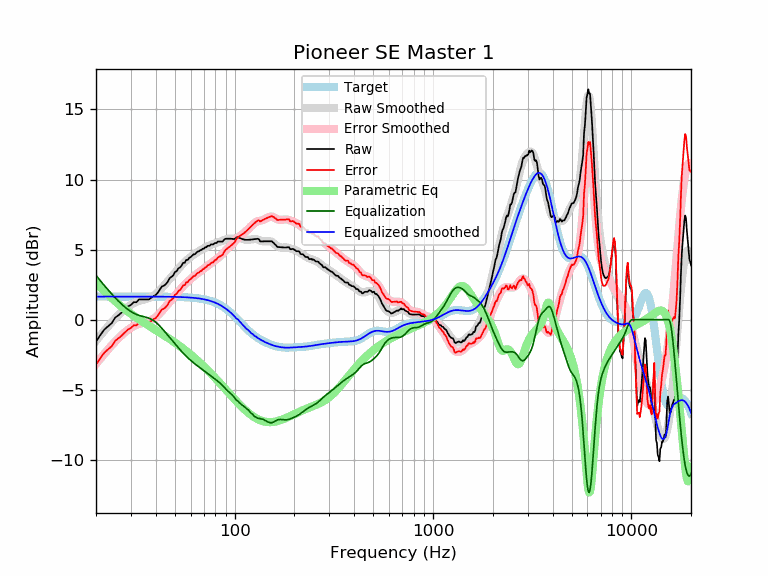 Pioneer SE Master 1
Target
Raw Smoothed
Error Smoothed
Raw
Error
Parametric Eq
Equalization
Equalized smoothed
Amplitude (dBr)
15
10
5
0
−5
−10
100
1000
10000
Frequency (Hz)